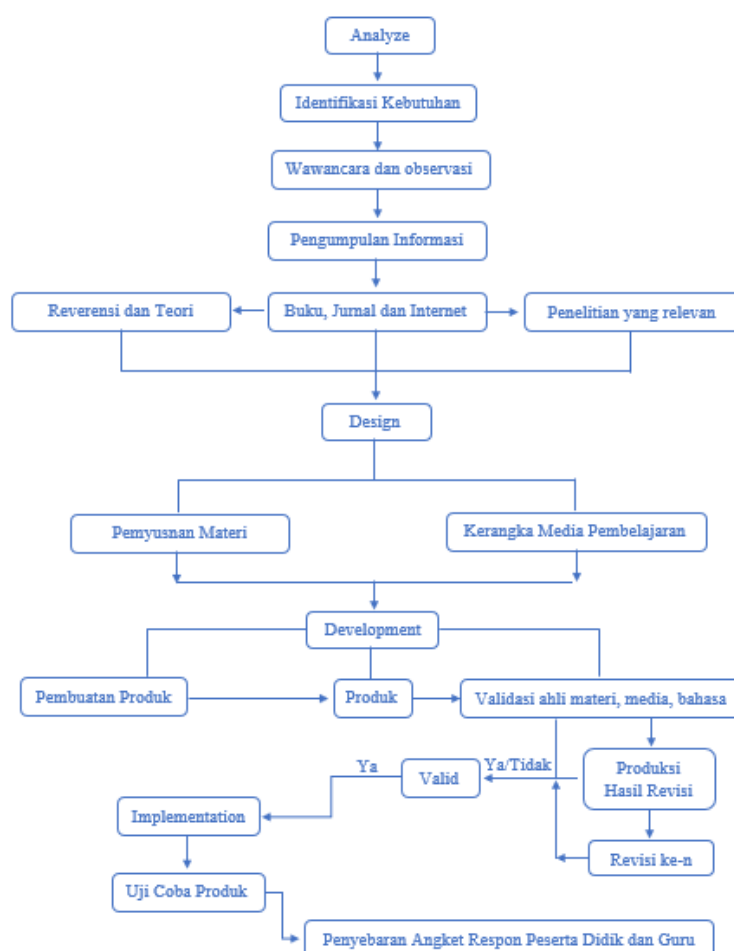 Analyze
Identifikasi Kebutuhan
Wawancara dan observasi
Pengumpulan Informasi
Reverensi dan Teori
Buku, Jurnal dan Internet
Penelitian yang relevan
Design
Pemyusnan Materi
Kerangka Media Pembelajaran
Development
Pembuatan Produk
Produk
Validasi ahli materi, media, bahasa
Ya
Valid
Ya/Tidak
Produksi
Hasil Revisi
Implementation
Revisi ke-n
Uji Coba Produk
Penyebaran Angket Respon Peserta Didik dan Guru